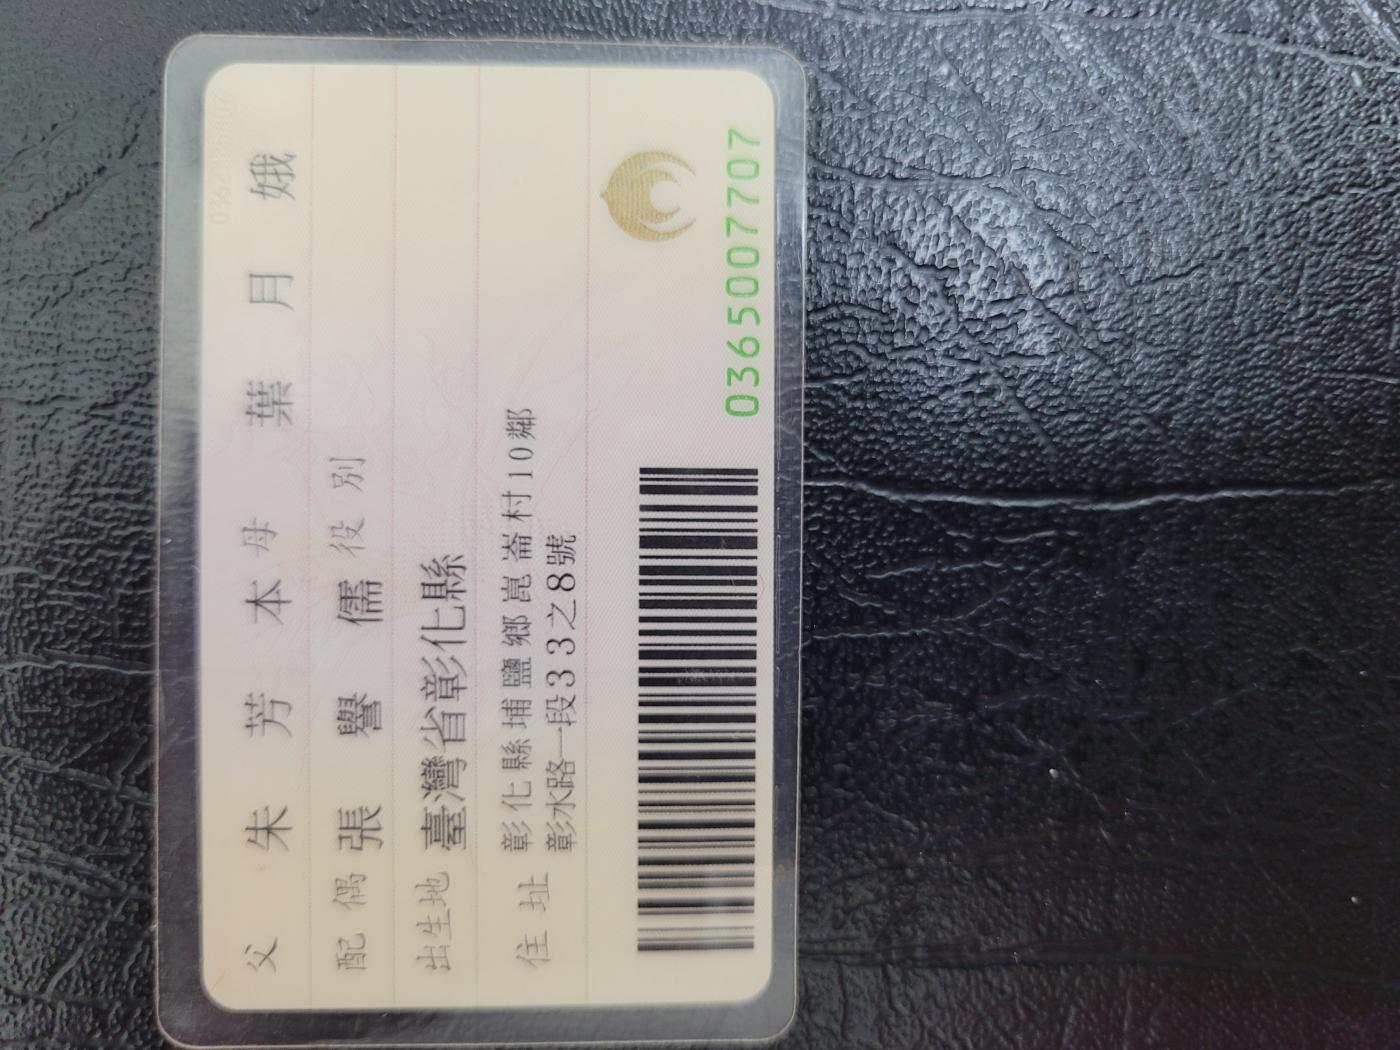 父 朱芳本 母 葉月娥
配偶 張譽儒 役別
出生地 臺灣省彰化縣
住址 彰化縣埔鹽鄉崑崙村10鄰
彰水路一段33之8號
0365007707